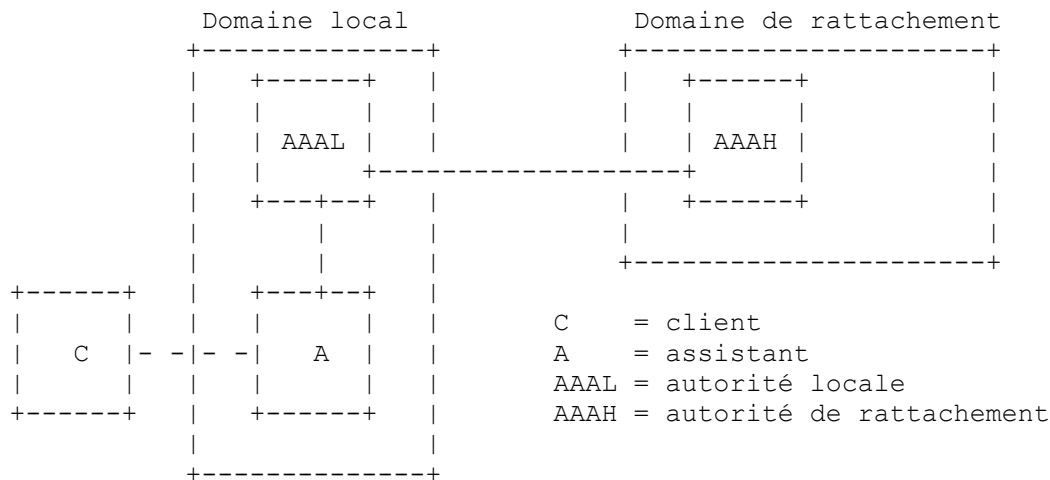 Domaine local Domaine de rattachement
AAAL AAAH
C = client
C A A = assistant
AAAL = autorité locale
AAAH = autorité de rattachement